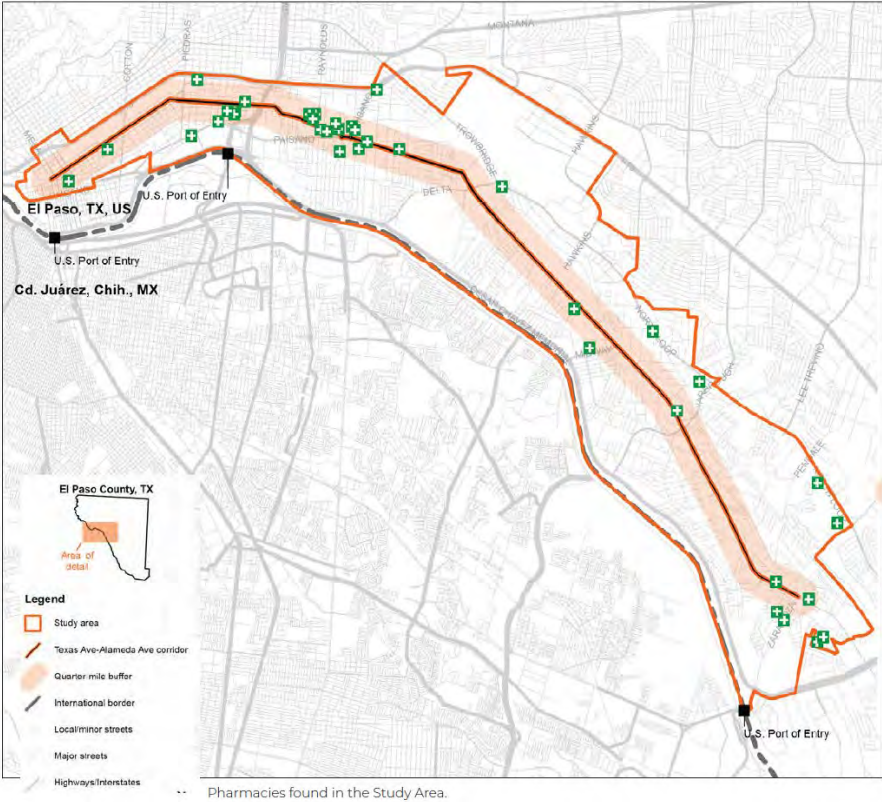 MONTANA
COTTON
PIEDRAS
RAYNOLDS
PAISANO
TROWBRIDGE
HAWKINS
DELTA
U.S. Port of Entry
El Paso, TX, US
U.S. Port of Entry
HAWKINS
Cd. Juárez, Chih., MX
LEE TREVINO
El Paso County, TX
Area of
detail
Legend
Study area
Texas Ave-Alameda Ave corridor
Quarter mile buffer
International border
Local/minor streets
Major streets
Highways/Interstates
ZARAGOZA
U.S. Port of Entry
Pharmacies found in the Study Area.